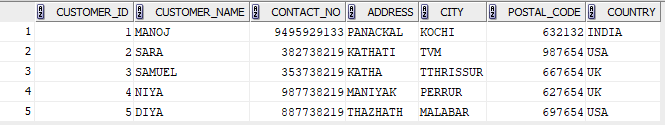 CUSTOMER_ID CUSTOMER_NAME CONTACT_NO ADDRESS CITY POSTAL_CODE COUNTRY
1 1 MANOJ 9495929133 PANACKAL KOCHI 632132 INDIA
2 2 SARA 382738219 KATHATI TVM 987654 USA
3 3 SAMUEL 353738219 KATHA TTHRISSUR 667654 UK
4 4 NIYA 987738219 MANIYAK PERRUR 627654 UK
5 5 DIYA 887738219 THAZHATH MALABAR 697654 USA